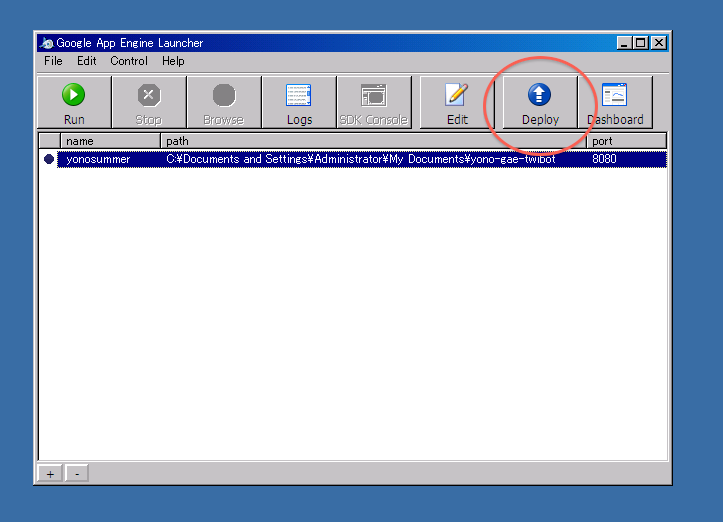 Google App Engine Launcher
File Edit Control Help
Run Stop Browse Logs SDK Console Edit Deploy Dashboard
name path port
yonosummer C:¥Documents and Settings¥Administrator¥My Documents¥yono-gae-twibot 8080
+ -